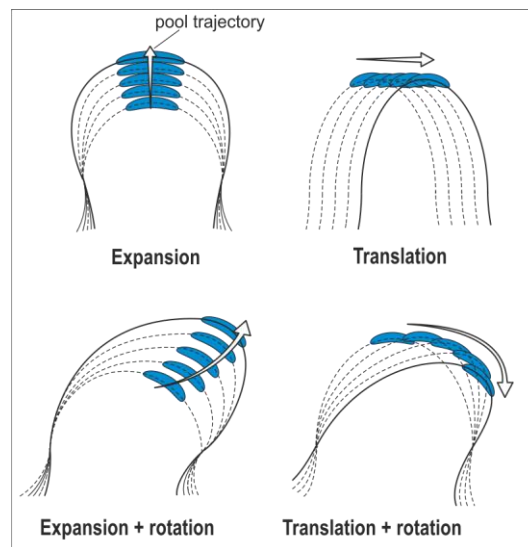 pool trajectory
Expansion
Translation
Expansion + rotation
Translation + rotation